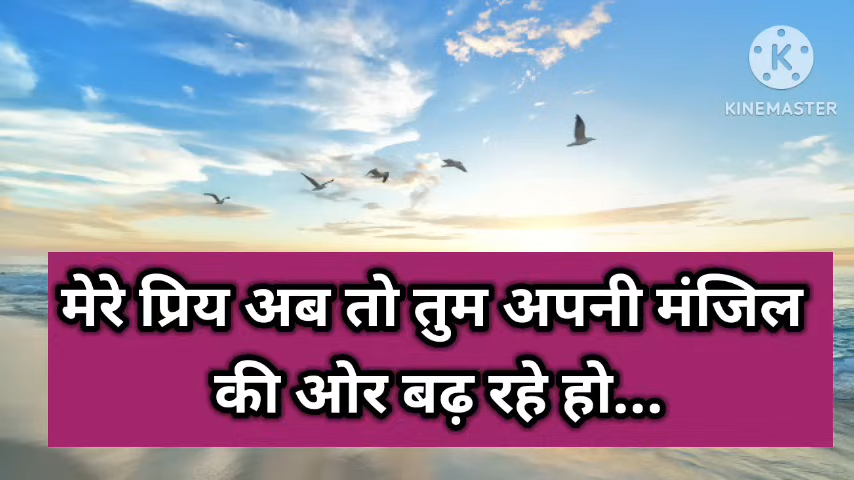 K
KINEMASTER
मेरे प्रिय अब तो तुम अपनी मंजिल
की ओर बढ़ रहे हो...